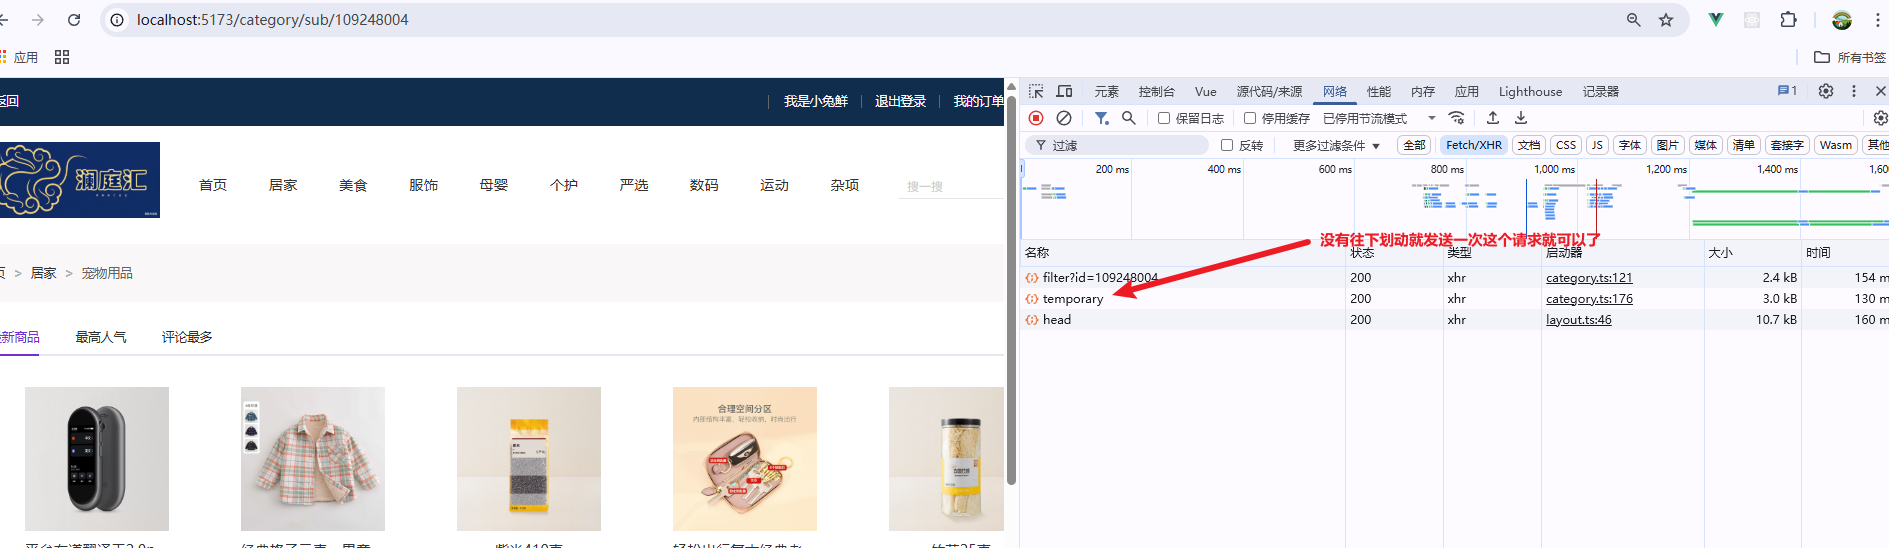 localhost:5173/category/sub/109248004
应用
所有书签
返回
我是小兔鲜
退出登录
我的订单
澜庭汇
首页
居家
美食
服饰
母婴
个护
严选
数码
运动
杂项
搜一搜
页 > 居家 > 宠物用品
最新商品
最高人气
评论最多
合理空间分区
元素
控制台
Vue
源代码/来源
网络
性能
内存
应用
Lighthouse
记录器
1
保留日志
停用缓存
已停用节流模式
过滤
反转
更多过滤条件
全部
Fetch/XHR
文档
CSS
JS
字体
图片
媒体
清单
套接字
Wasm
其他
200 ms
400 ms
600 ms
800 ms
1,000 ms
1,200 ms
1,400 ms
1,60
没有往下划动就发送一次这个请求就可以了
名称
状态
类型
启动器
大小
时间
filter?id=109248004
200
xhr
category.ts:121
2.4 kB
154 m
temporary
200
xhr
category.ts:176
3.0 kB
130 m
head
200
xhr
layout.ts:46
10.7 kB
160 m